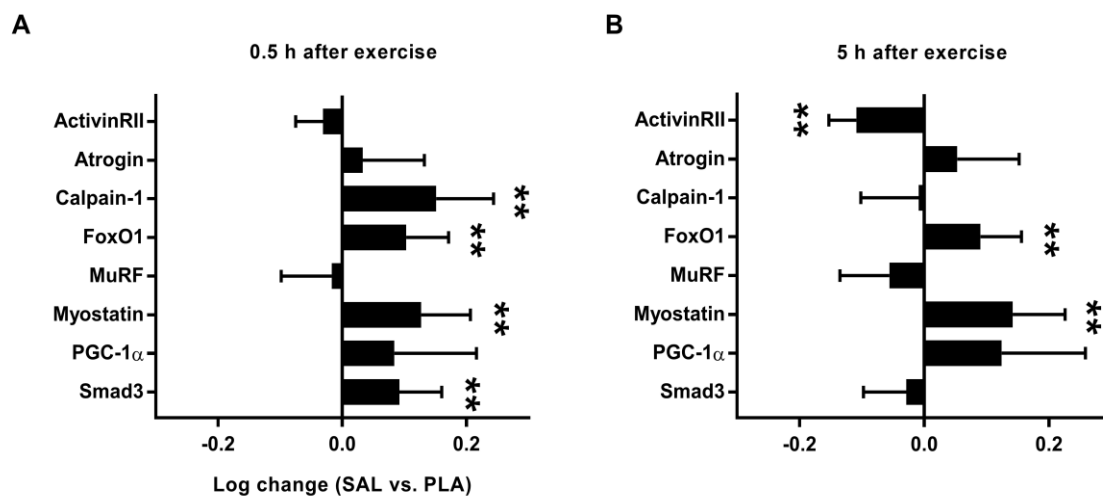 A
0.5 h after exercise
ActivinRII
Atrogin
Calpain-1
**
FoxO1
**
MuRF
Myostatin
**
PGC-1α
Smad3
**
-0.2 0.0 0.2
Log change (SAL vs. PLA)
B
5 h after exercise
ActivinRII
**
Atrogin
Calpain-1
FoxO1
**
MuRF
Myostatin
**
PGC-1α
Smad3
-0.2 0.0 0.2